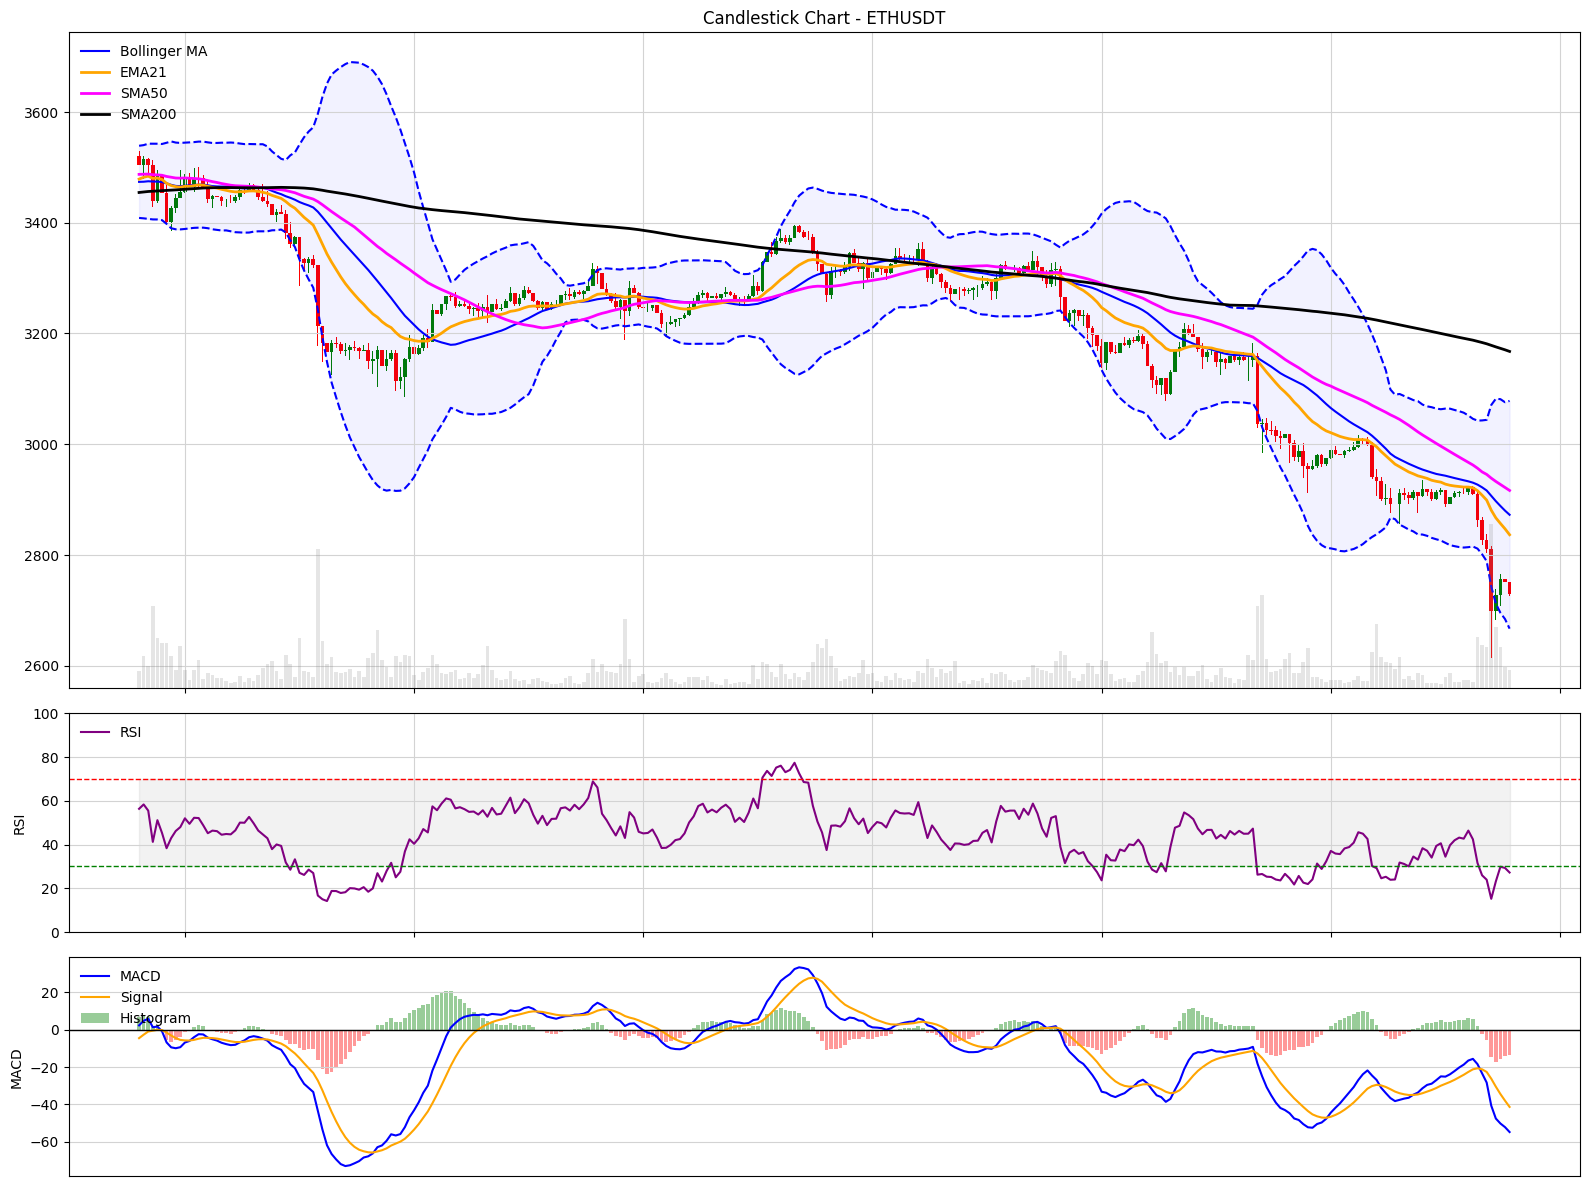 Candlestick Chart - ETHUSDT
Bollinger MA
EMA21
SMA50
SMA200
3600
3400
3200
3000
2800
2600
RSI
100
80
60
40
20
0
RSI
MACD
Signal
Histogram
20
0
−20
−40
−60
MACD